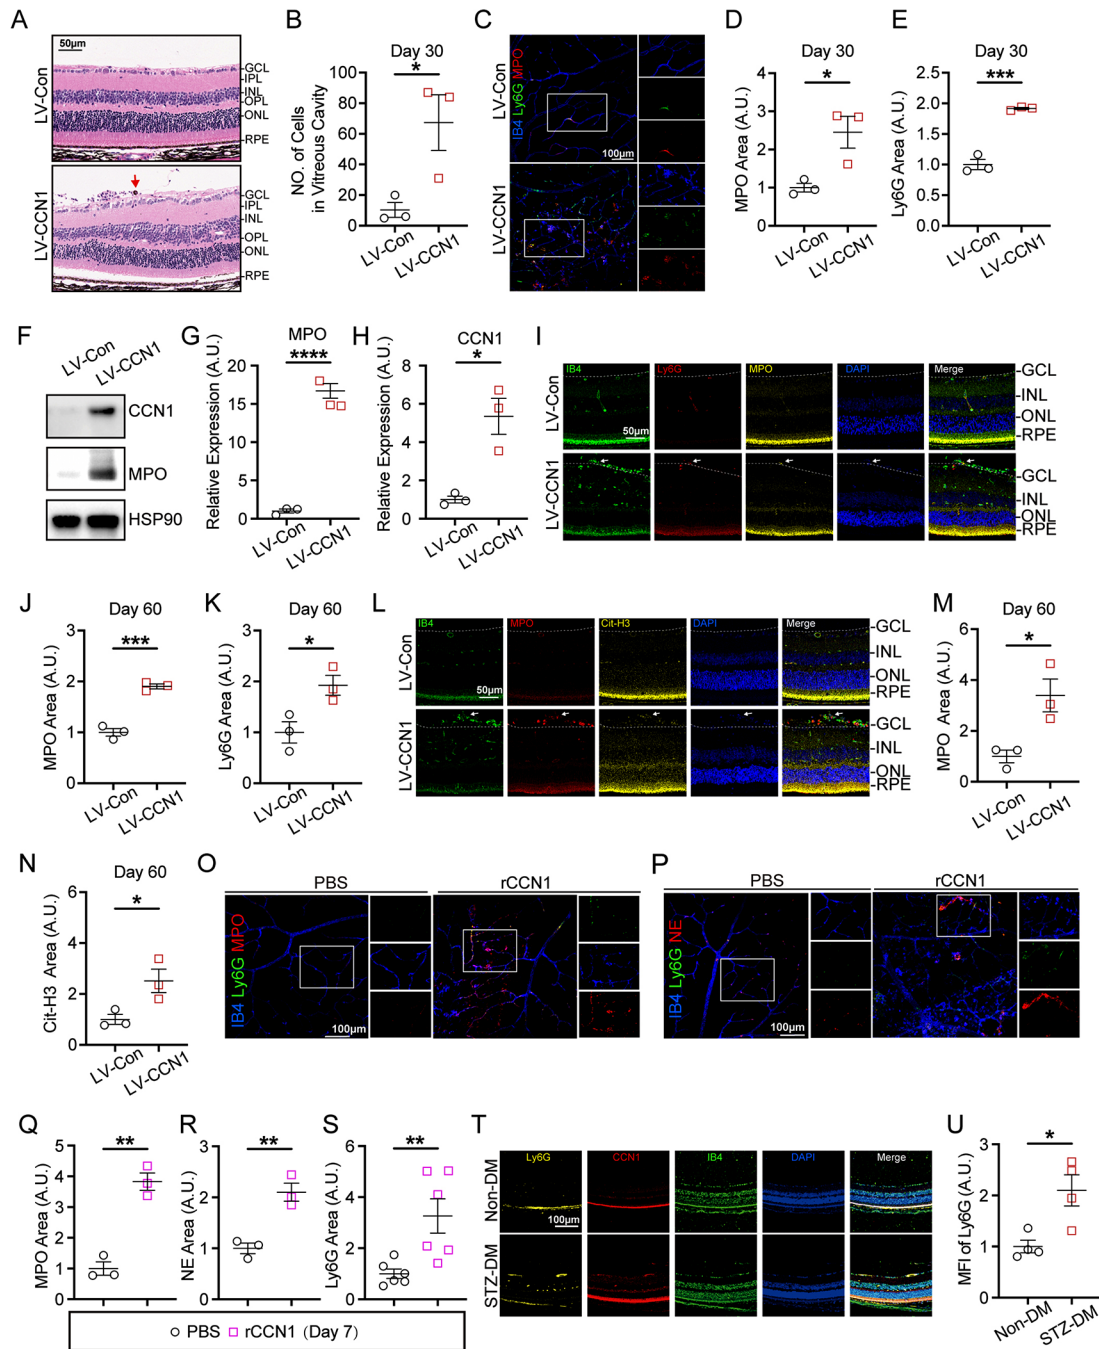 A
50μm
LV-Con
GCL
IPL
INL
OPL
ONL
RPE
LV-CCN1
GCL
IPL
INL
OPL
ONL
RPE
B
Day 30
*
NO. of Cells
in Vitreous Cavity
100
80
60
40
20
0
LV-Con
LV-CCN1
C
IB4 Ly6G MPO
LV-Con
100μm
LV-CCN1
D
Day 30
*
MPO Area (A.U.)
4
3
2
1
0
LV-Con
LV-CCN1
E
Day 30
***
Ly6G Area (A.U.)
2.5
2.0
1.5
1.0
0.5
0.0
LV-Con
LV-CCN1
F
LV-Con
LV-CCN1
CCN1
MPO
HSP90
G
MPO
****
Relative Expression (A.U.)
20
15
10
5
0
LV-Con
LV-CCN1
H
CCN1
*
Relative Expression (A.U.)
8
6
4
2
0
LV-Con
LV-CCN1
I
IB4
Ly6G
MPO
DAPI
Merge
LV-Con
50μm
-GCL
-INL
-ONL
-RPE
LV-CCN1
-GCL
-INL
-ONL
-RPE
J
Day 60
***
MPO Area (A.U.)
3
2
1
0
LV-Con
LV-CCN1
K
Day 60
*
Ly6G Area (A.U.)
3
2
1
0
LV-Con
LV-CCN1
L
IB4
MPO
Cit-H3
DAPI
Merge
LV-Con
50μm
-GCL
-INL
-ONL
-RPE
LV-CCN1
-GCL
-INL
-ONL
-RPE
M
Day 60
*
MPO Area (A.U.)
6
4
2
0
LV-Con
LV-CCN1
N
Day 60
*
Cit-H3 Area (A.U.)
6
4
2
0
LV-Con
LV-CCN1
O
PBS
rCCN1
IB4 Ly6G MPO
100μm
P
PBS
rCCN1
IB4 Ly6G NE
100μm
Q
**
MPO Area (A.U.)
5
4
3
2
1
0
R
**
NE Area (A.U.)
3
2
1
0
S
**
Ly6G Area (A.U.)
6
4
2
0
PBS rCCN1 (Day 7)
T
Ly6G
CCN1
IB4
DAPI
Merge
Non-DM
100μm
STZ-DM
U
*
MFI of Ly6G (A.U.)
3
2
1
0
Non-DM
STZ-DM